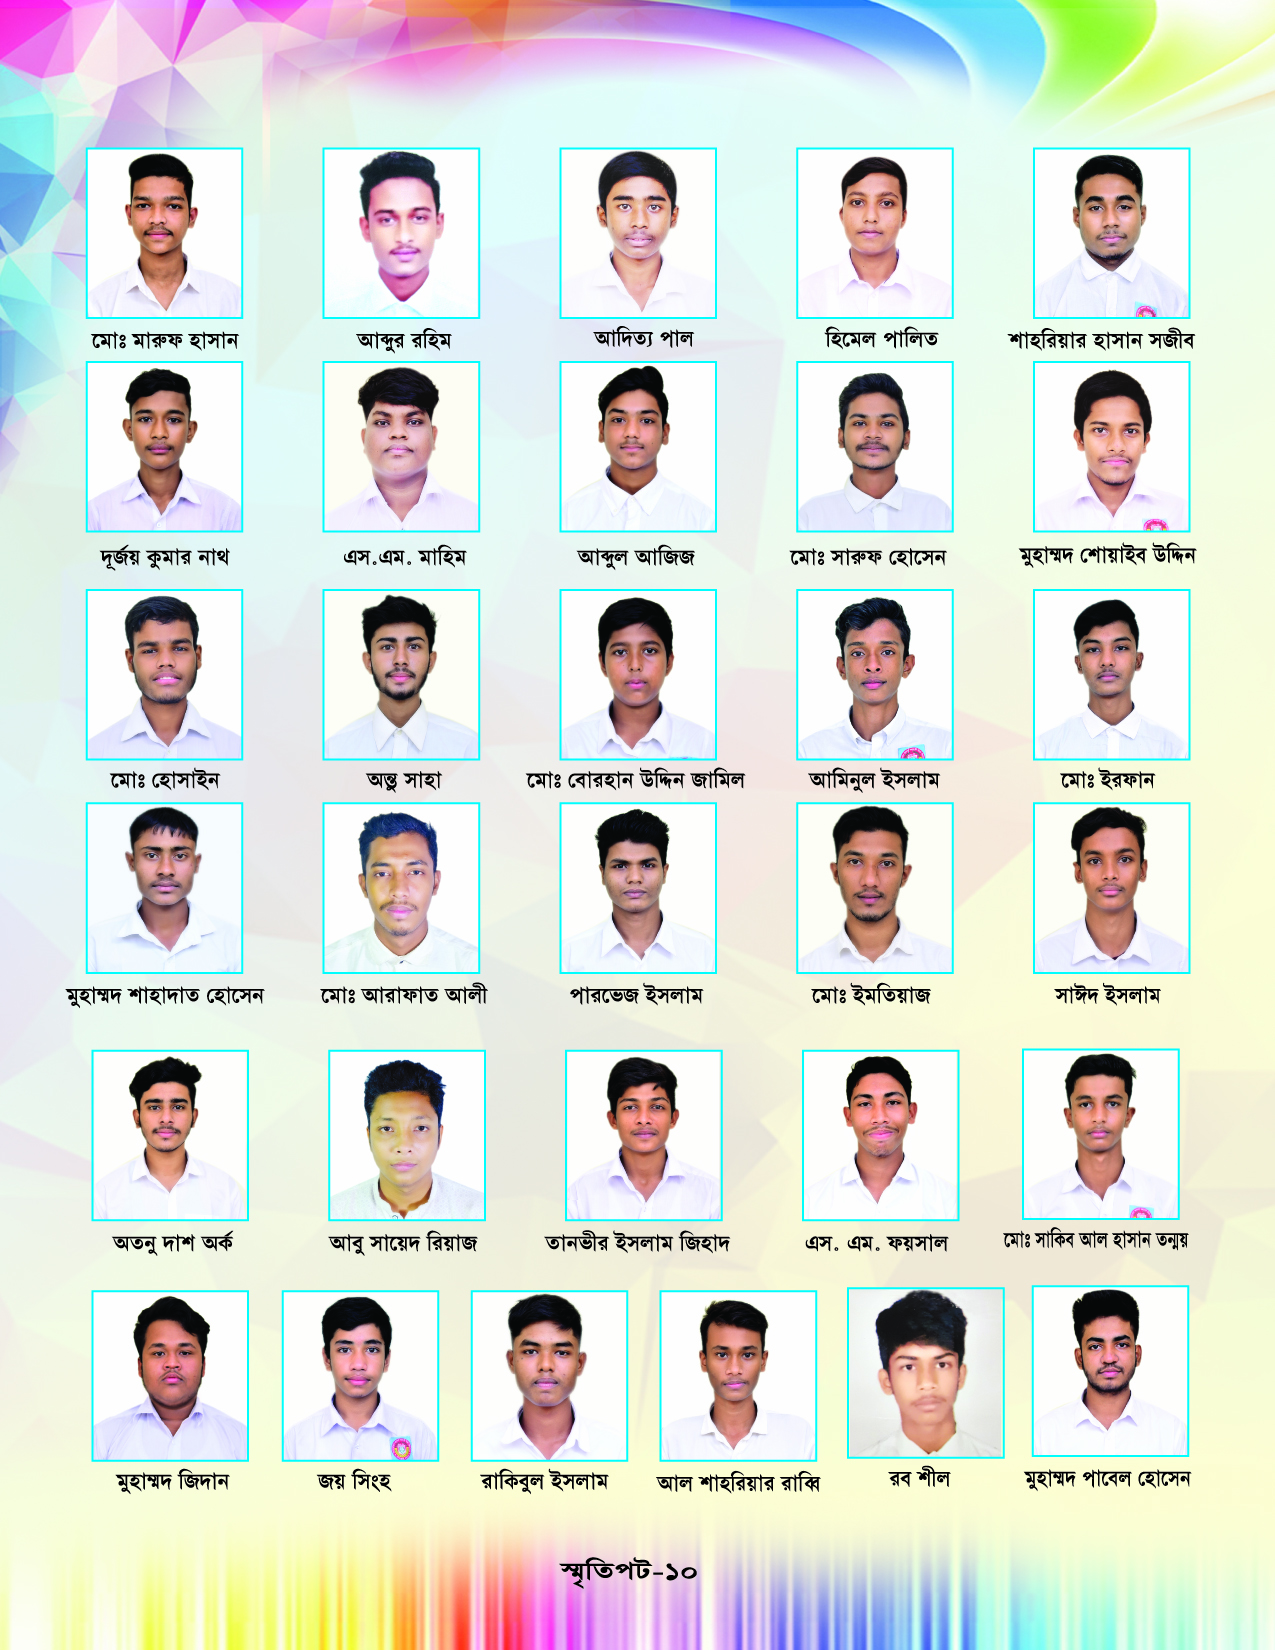 মোঃ মারুফ হাসান
আব্দুর রহিম
আদিত্য পাল
হিমেল পালিত
শাহরিয়ার হাসান সজীব
দূর্জয় কুমার নাথ
এস.এম. মাহিম
আব্দুল আজিজ
মোঃ সারুফ হোসেন
মুহাম্মদ শোয়াইব উদ্দিন
মোঃ হোসাইন
অন্তু সাহা
মোঃ বোরহান উদ্দিন জামিল
আমিনুল ইসলাম
মোঃ ইরফান
মুহাম্মদ শাহাদাত হোসেন
মোঃ আরাফাত আলী
পারভেজ ইসলাম
মোঃ ইমতিয়াজ
সাঈদ ইসলাম
অতনু দাশ অর্ক
আবু সায়েদ রিয়াজ
তানভীর ইসলাম জিহাদ
এস. এম. ফয়সাল
মোঃ সাকিব আল হাসান তন্ময়
মুহাম্মদ জিদান
জয় সিংহ
রাকিবুল ইসলাম
আল শাহরিয়ার রাব্বি
রব শীল
মুহাম্মদ পাবেল হোসেন
স্মৃতিপট-১০